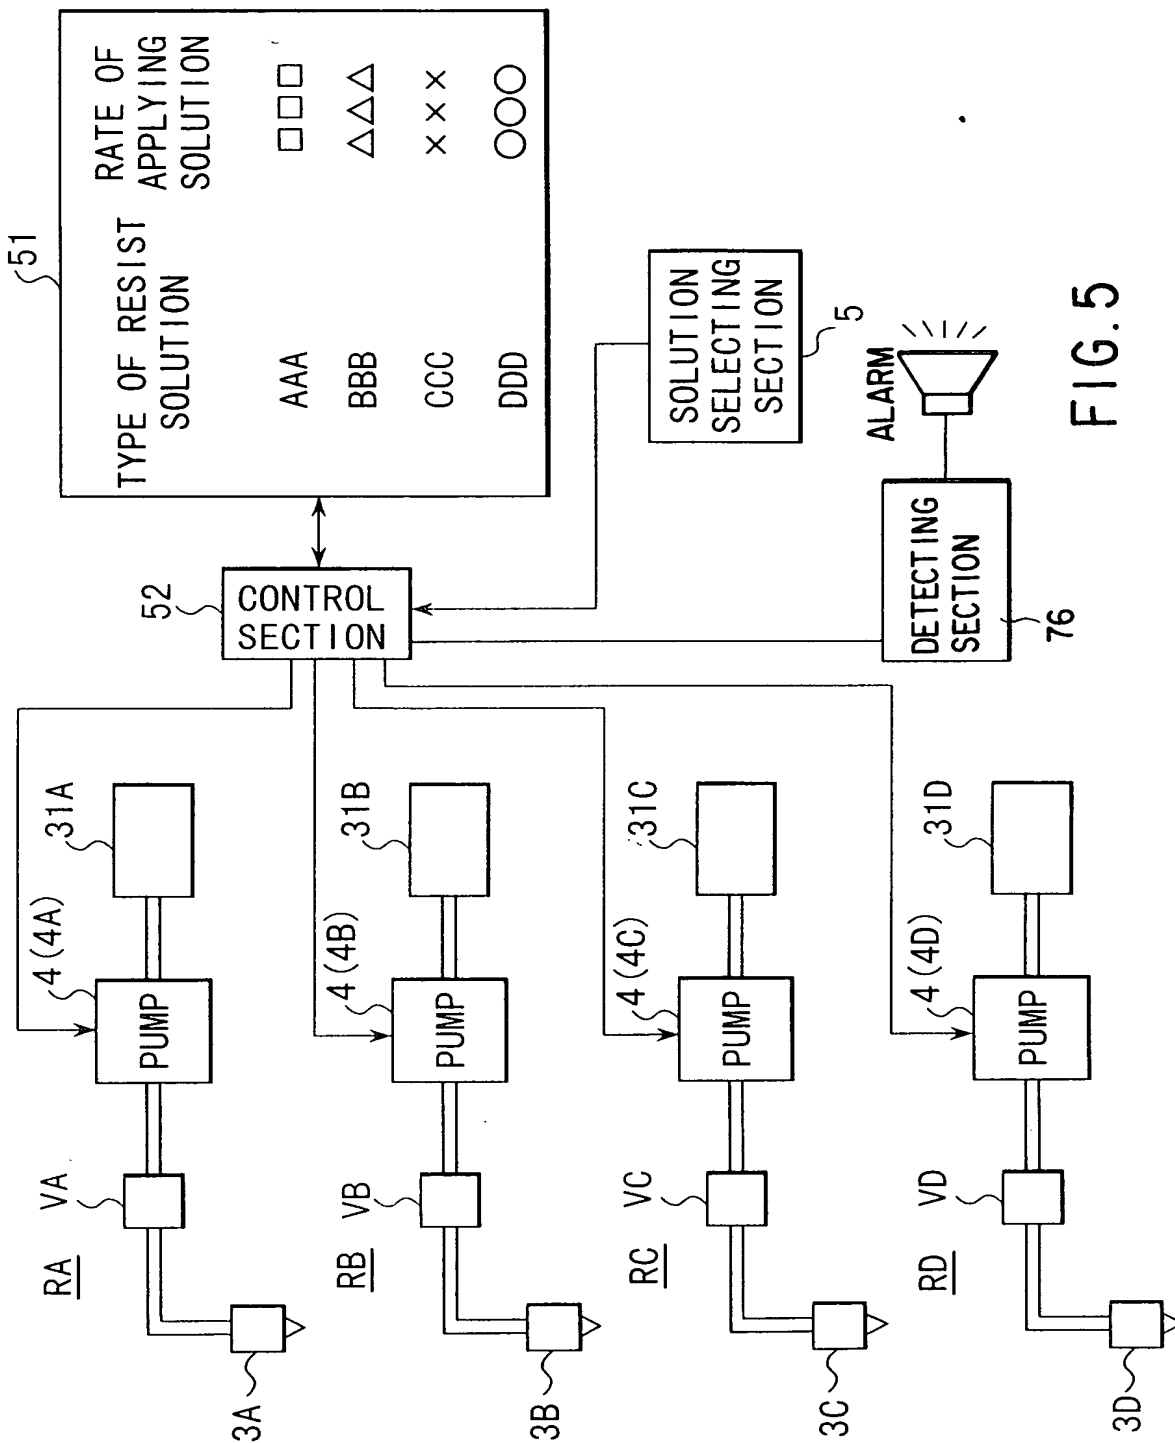 51
TYPE OF RESIST
SOLUTION
RATE OF
APPLYING
SOLUTION
AAA □□□
BBB △△△
CCC ×××
DDD ○○○
52
CONTROL
SECTION
SOLUTION
SELECTING
SECTION
5
ALARM
DETECTING
SECTION
76
RA
3A
VA
4(4A)
PUMP
31A
RB
3B
VB
4(4B)
PUMP
31B
RC
3C
VC
4(4C)
PUMP
31C
RD
3D
VD
4(4D)
PUMP
31D
FIG. 5